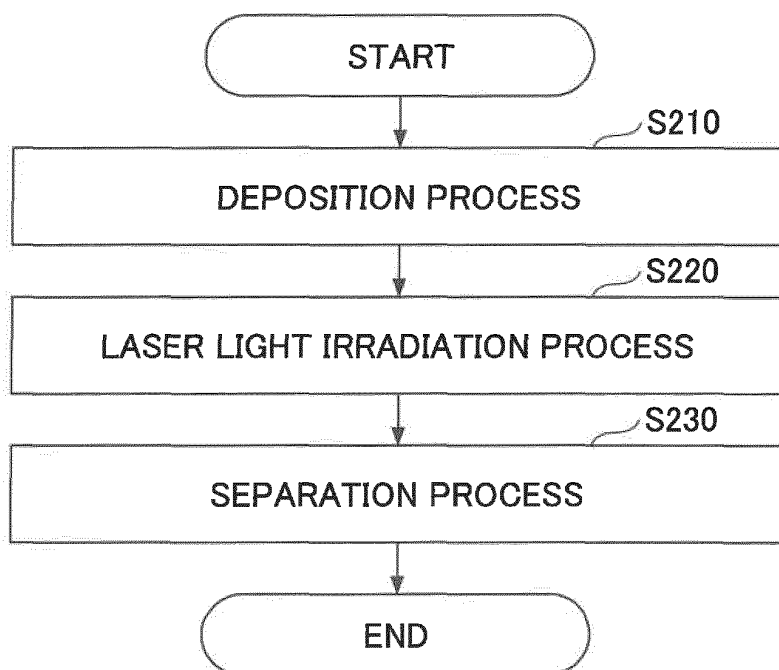 START
S210
DEPOSITION PROCESS
S220
LASER LIGHT IRRADIATION PROCESS
S230
SEPARATION PROCESS
END